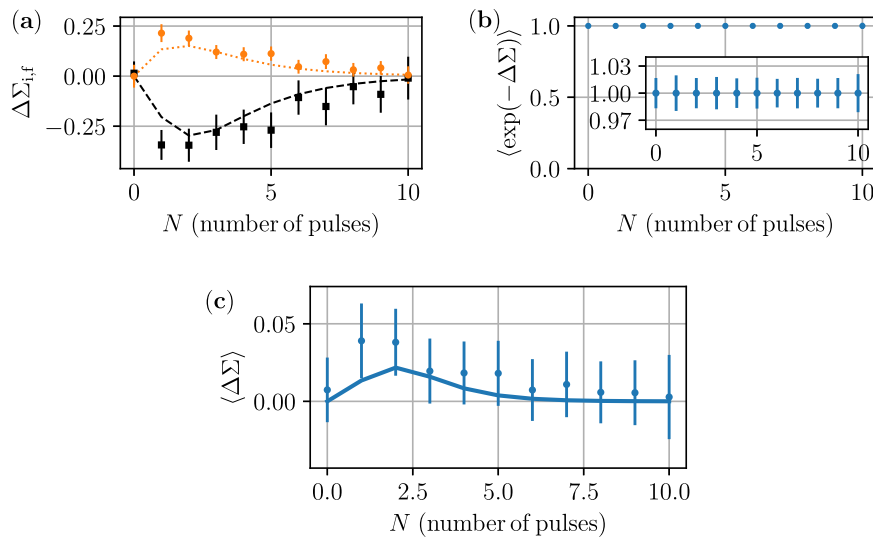 (a)
0.25
0.00
−0.25
ΔΣi,f
0
5
10
N (number of pulses)
(b)
1.0
0.5
0.0
⟨exp(−ΔΣ)⟩
1.03
1.00
0.97
0
5
10
0
5
10
N (number of pulses)
(c)
0.05
0.00
⟨ΔΣ⟩
0.0
2.5
5.0
7.5
10.0
N (number of pulses)